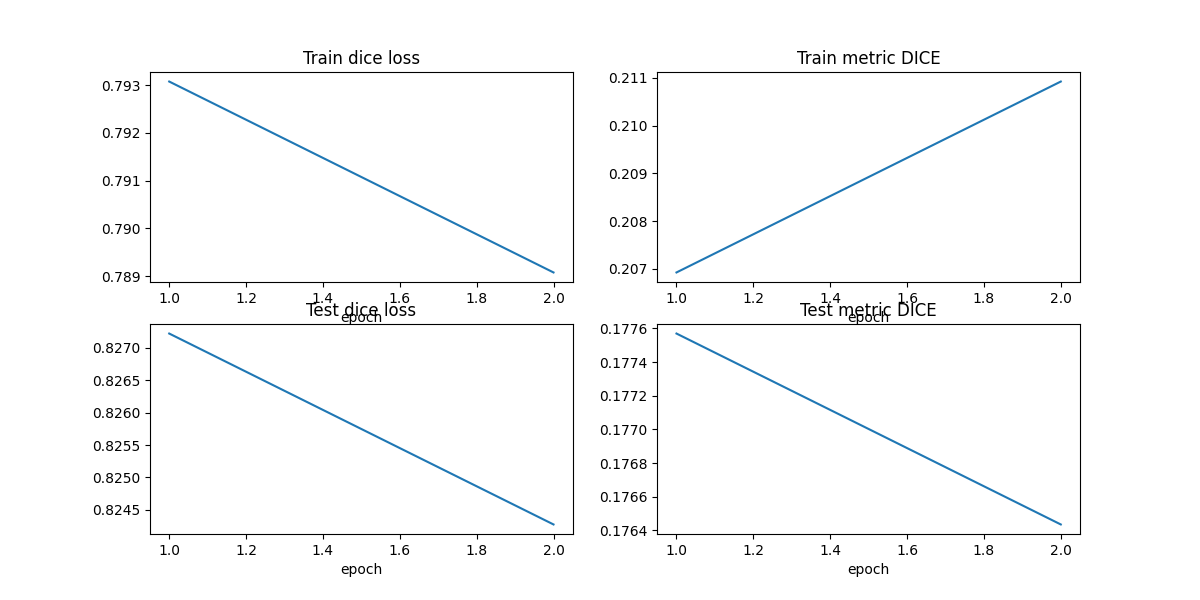 Train dice loss
0.793
0.792
0.791
0.790
0.789
1.0 1.2 1.4 1.6 1.8 2.0
epoch
Train metric DICE
0.211
0.210
0.209
0.208
0.207
1.0 1.2 1.4 1.6 1.8 2.0
epoch
Test dice loss
0.8270
0.8265
0.8260
0.8255
0.8250
0.8245
1.0 1.2 1.4 1.6 1.8 2.0
epoch
Test metric DICE
0.1776
0.1774
0.1772
0.1770
0.1768
0.1766
0.1764
1.0 1.2 1.4 1.6 1.8 2.0
epoch